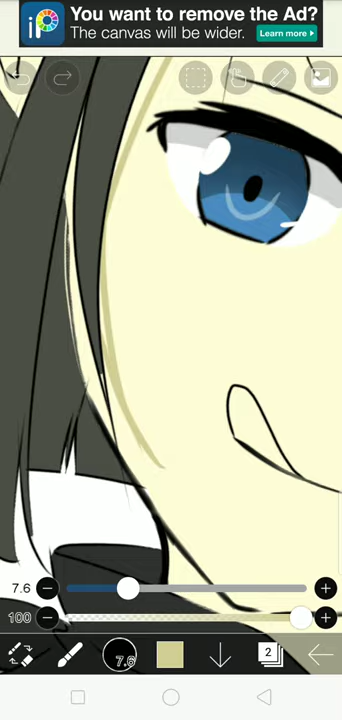 iP
You want to remove the Ad?
The canvas will be wider.
Learn more ▸
7.6
100
7.6
2